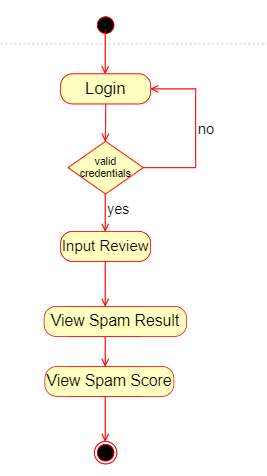 Login
no
valid
credentials
yes
Input Review
View Spam Result
View Spam Score